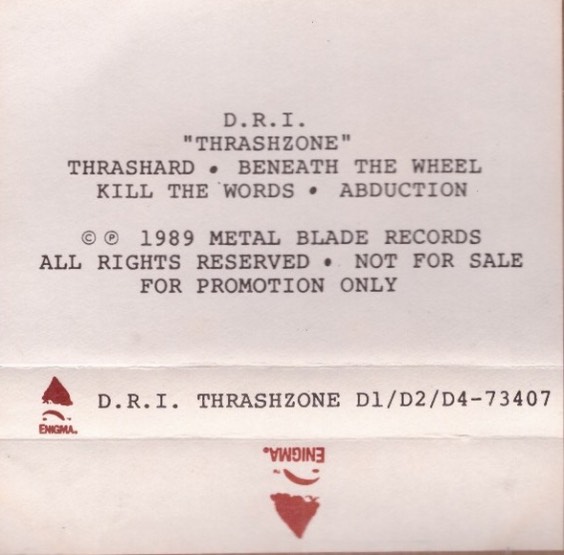 D.R.I.
"THRASHZONE"
THRASHARD • BENEATH THE WHEEL
KILL THE WORDS • ABDUCTION
© ℗ 1989 METAL BLADE RECORDS
ALL RIGHTS RESERVED • NOT FOR SALE
FOR PROMOTION ONLY
ENIGMA.
D.R.I. THRASHZONE D1/D2/D4-73407
ENIGMA.